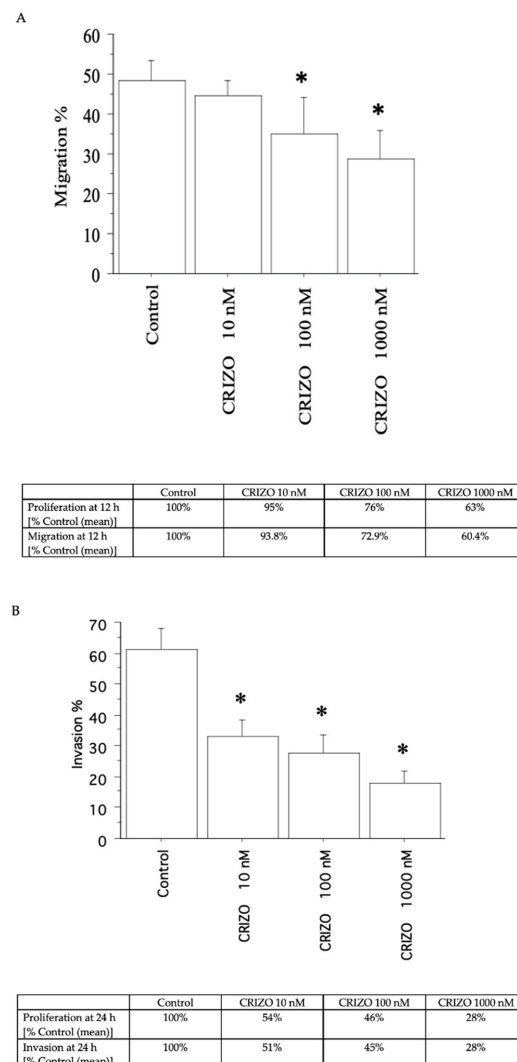 A
60
50
40
30
20
10
0
Migration %
*
*
Control
CRIZO 10 nM
CRIZO 100 nM
CRIZO 1000 nM
Control CRIZO 10 nM CRIZO 100 nM CRIZO 1000 nM
Proliferation at 12 h 100% 95% 76% 63%
[% Control (mean)]
Migration at 12 h 100% 93.8% 72.9% 60.4%
[% Control (mean)]
B
70
60
50
40
30
20
10
0
Invasion %
*
*
*
Control
CRIZO 10 nM
CRIZO 100 nM
CRIZO 1000 nM
Control CRIZO 10 nM CRIZO 100 nM CRIZO 1000 nM
Proliferation at 24 h 100% 54% 46% 28%
[% Control (mean)]
Invasion at 24 h 100% 51% 45% 28%
[% Control (mean)]